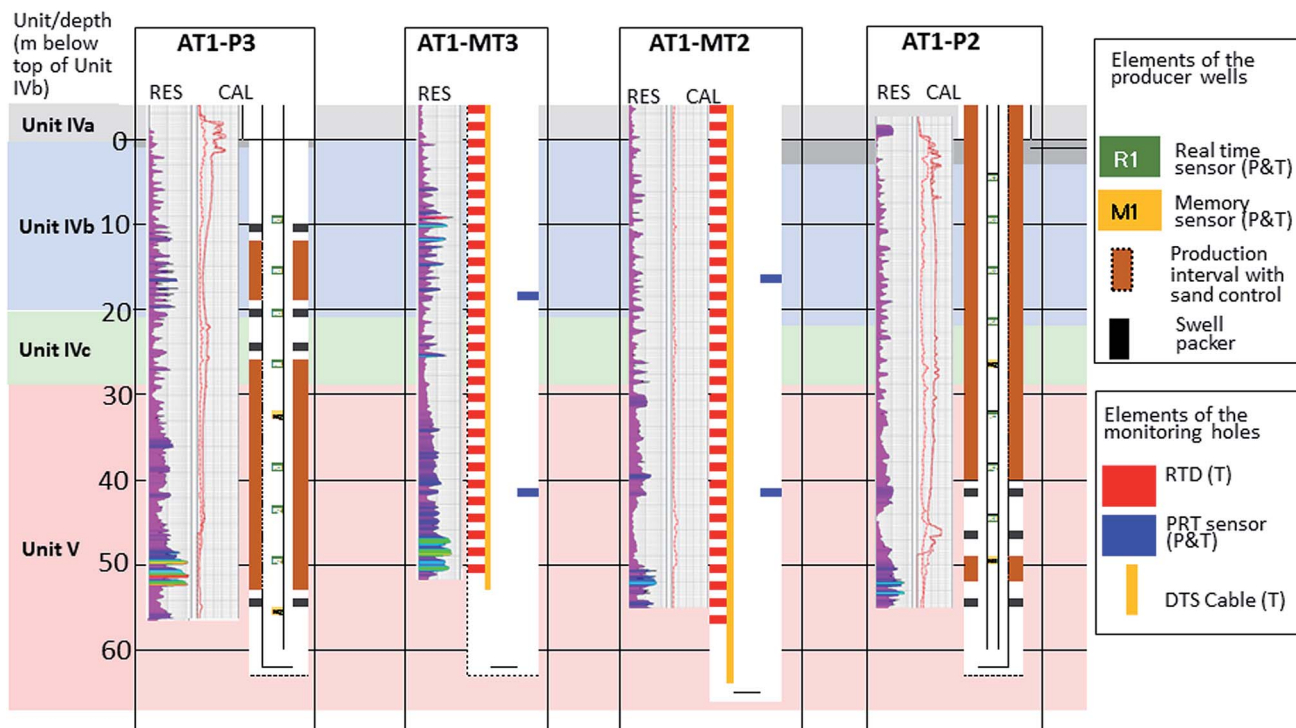 Unit/depth
(m below
top of Unit
IVb)
AT1-P3
AT1-MT3
AT1-MT2
AT1-P2
RES
CAL
RES
RES
CAL
RES
CAL
Unit IVa
0
Unit IVb
10
20
Unit IVc
30
40
Unit V
50
60
Elements of the
producer wells
R1
Real time
sensor (P&T)
M1
Memory
sensor (P&T)
Production
interval with
sand control
Swell
packer
Elements of the
monitoring holes
RTD (T)
PRT sensor
(P&T)
DTS Cable (T)